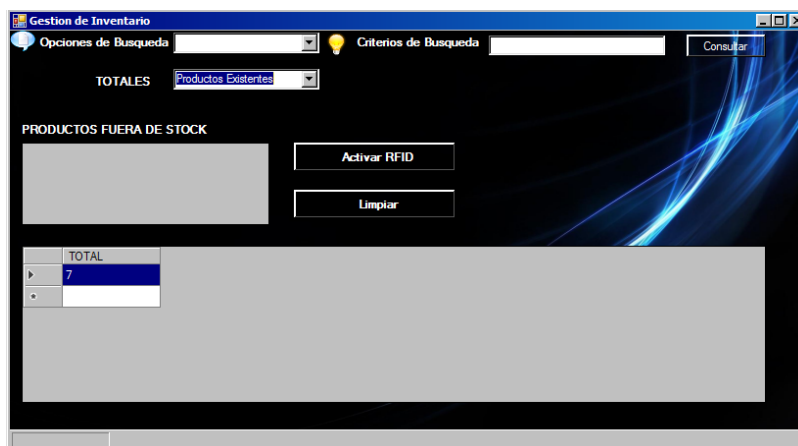 Gestion de Inventario
Opciones de Busqueda
Criterios de Busqueda
Consultar
TOTALES
Productos Existentes
PRODUCTOS FUERA DE STOCK
Activar RFID
Limpiar
TOTAL
7